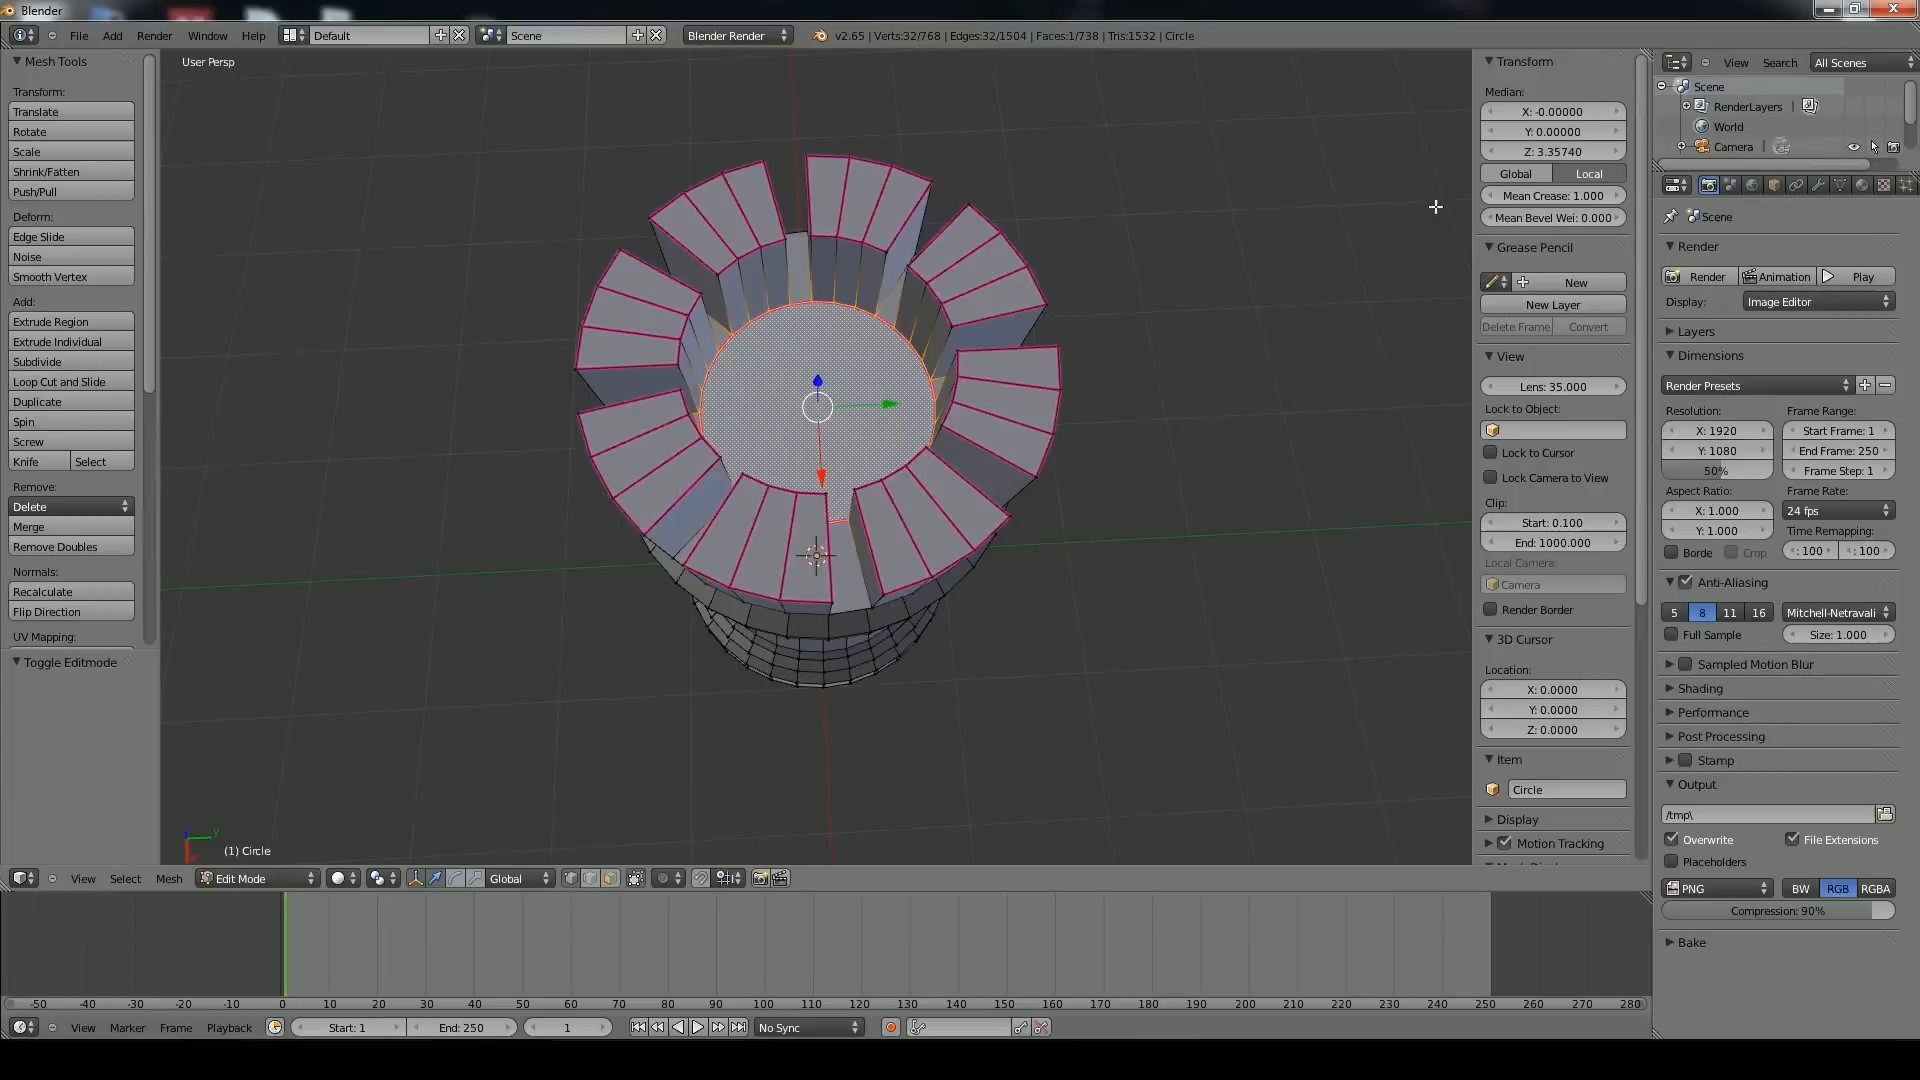 Blender
File Add Render Window Help Default Scene Blender Render v2.65 | Verts:32/768 | Edges:32/1504 | Faces:1/738 | Tris:1532 | Circle
Mesh Tools
Transform:
Translate
Rotate
Scale
Shrink/Fatten
Push/Pull
Deform:
Edge Slide
Noise
Smooth Vertex
Add:
Extrude Region
Extrude Individual
Subdivide
Loop Cut and Slide
Duplicate
Spin
Screw
Knife Select
Remove:
Delete
Merge
Remove Doubles
Normals:
Recalculate
Flip Direction
UV Mapping:
Toggle Editmode
User Persp
y
(1) Circle
Transform
Median:
X: -0.00000
Y: 0.00000
Z: 3.35740
Global Local
Mean Crease: 1.000
Mean Bevel Wei: 0.000
Grease Pencil
New
New Layer
Delete Frame Convert
View
Lens: 35.000
Lock to Object:
Lock to Cursor
Lock Camera to View
Clip:
Start: 0.100
End: 1000.000
Local Camera:
Camera
Render Border
3D Cursor
Location:
X: 0.0000
Y: 0.0000
Z: 0.0000
Item
Circle
Display
Motion Tracking
View Search All Scenes
Scene
RenderLayers
World
Camera
Scene
Render
Render Animation Play
Display: Image Editor
Layers
Dimensions
Render Presets
Resolution: Frame Range:
X: 1920 Start Frame: 1
Y: 1080 End Frame: 250
50% Frame Step: 1
Aspect Ratio: Frame Rate:
X: 1.000 24 fps
Y: 1.000 Time Remapping:
Borde Crop : 100 : 100
Anti-Aliasing
5 8 11 16 Mitchell-Netravali
Full Sample Size: 1.000
Sampled Motion Blur
Shading
Performance
Post Processing
Stamp
Output
/tmp\
Overwrite File Extensions
Placeholders
PNG BW RGB RGBA
Compression: 90%
Bake
View Select Mesh Edit Mode Global
-50 -40 -30 -20 -10 0 10 20 30 40 50 60 70 80 90 100 110 120 130 140 150 160 170 180 190 200 210 220 230 240 250 260 270 280
View Marker Frame Playback Start: 1 End: 250 1 No Sync